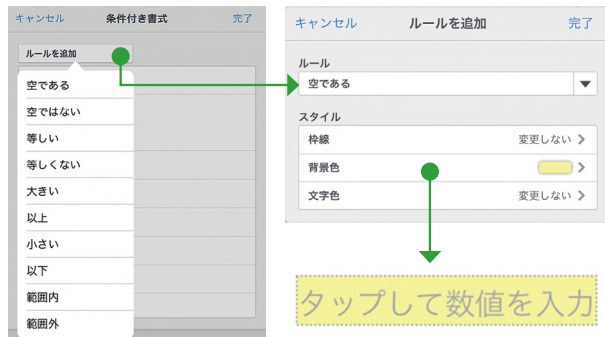 キャンセル 条件付き書式 完了
ルールを追加
空である
空ではない
等しい
等しくない
大きい
以上
小さい
以下
範囲内
範囲外
キャンセル ルールを追加 完了
ルール
空である
スタイル
枠線 変更しない
背景色
文字色 変更しない
タップして数値を入力